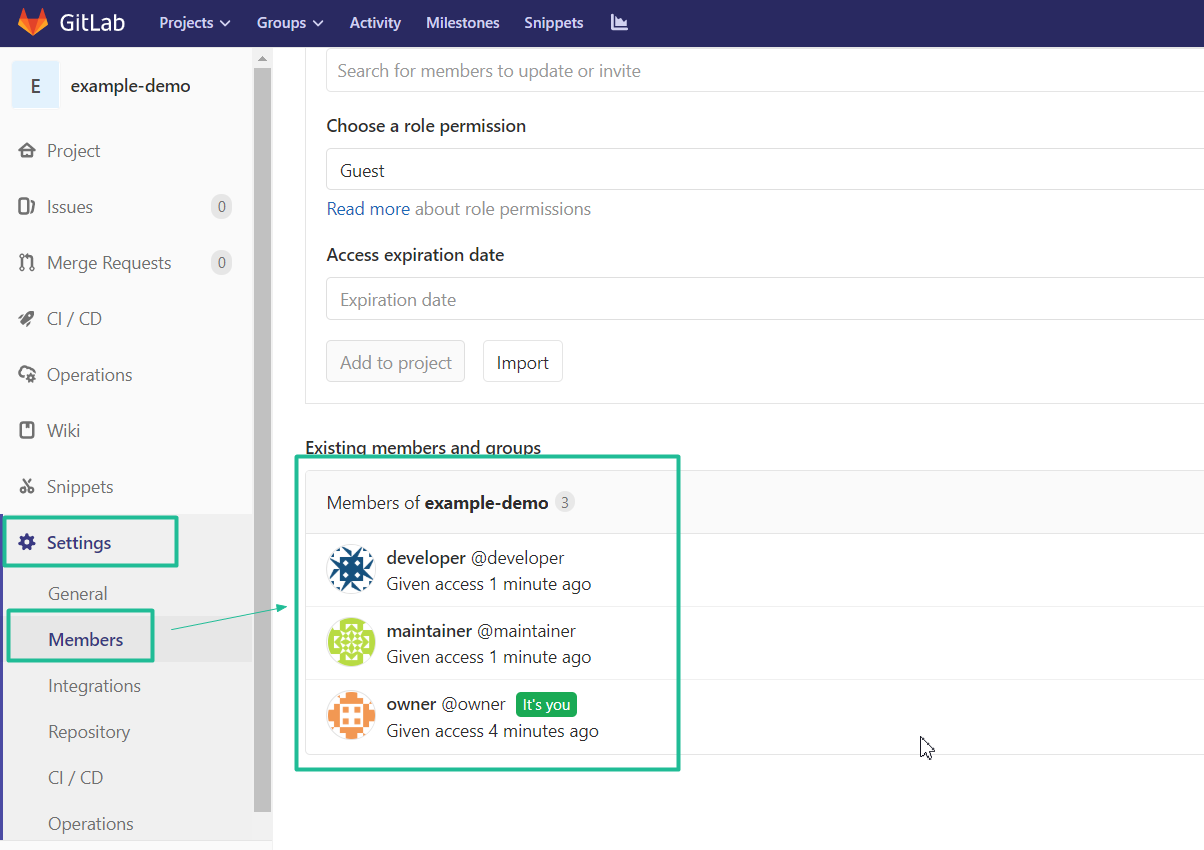 GitLab Projects Groups Activity Milestones Snippets
E example-demo
Project
Issues 0
Merge Requests 0
CI / CD
Operations
Wiki
Snippets
Settings
General
Members
Integrations
Repository
CI / CD
Operations
Search for members to update or invite
Choose a role permission
Guest
Read more about role permissions
Access expiration date
Expiration date
Add to project Import
Existing members and groups
Members of example-demo 3
developer @developer
Given access 1 minute ago
maintainer @maintainer
Given access 1 minute ago
owner @owner It's you
Given access 4 minutes ago